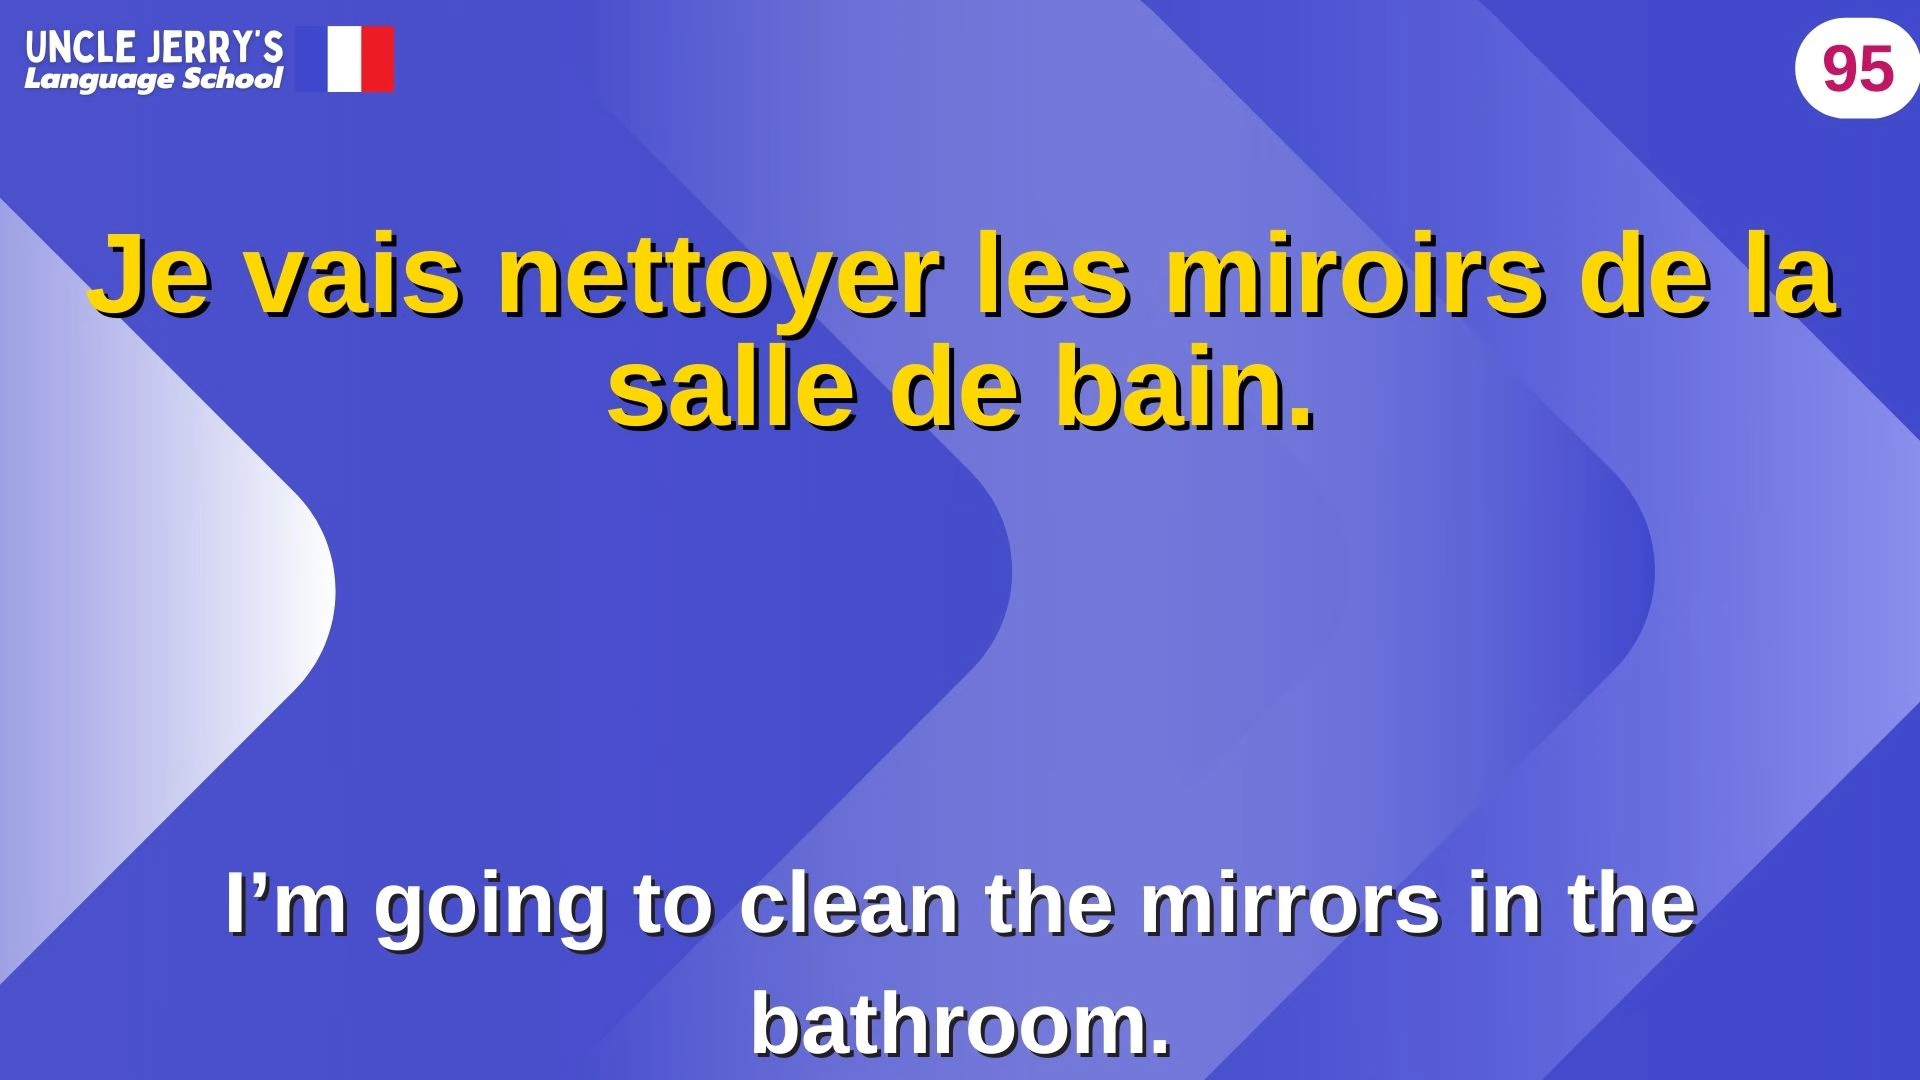 UNCLE JERRY'S
Language School
95
Je vais nettoyer les miroirs de la
salle de bain.
I’m going to clean the mirrors in the
bathroom.